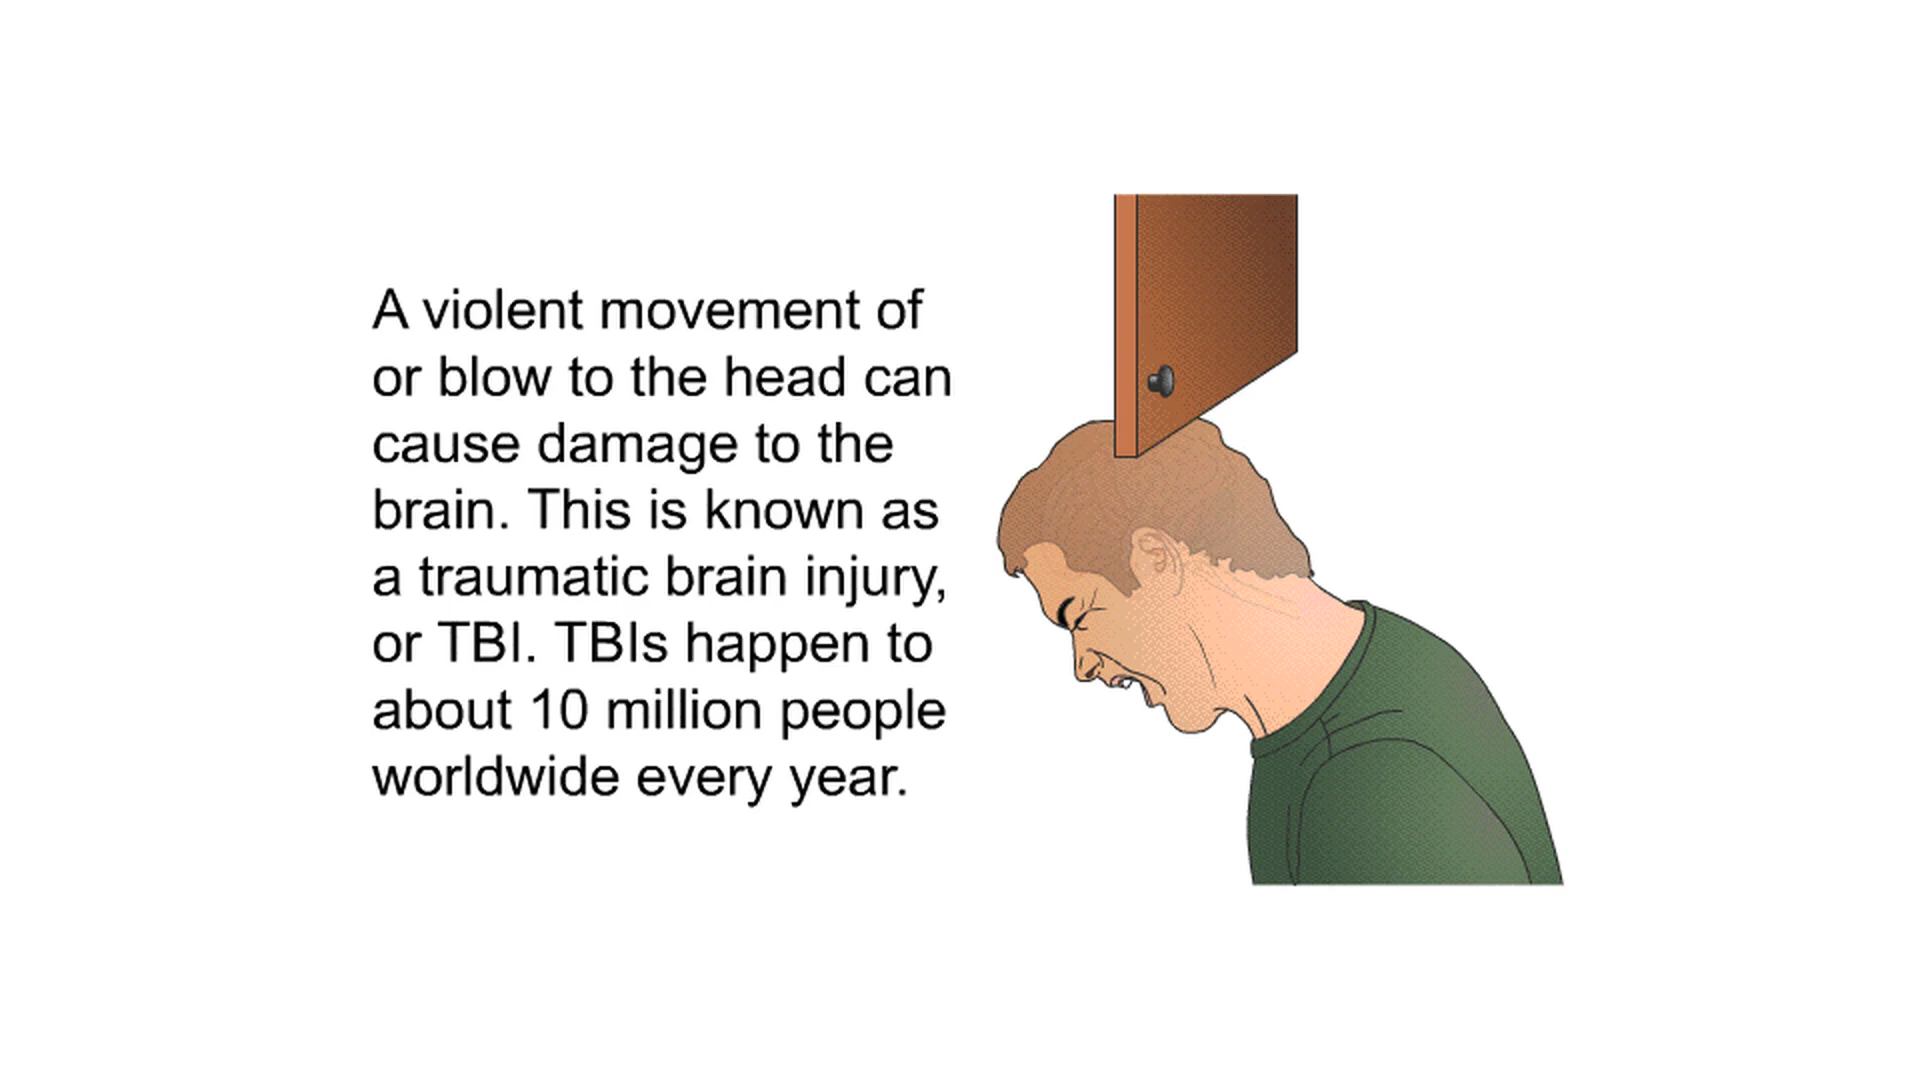 A violent movement of
or blow to the head can
cause damage to the
brain. This is known as
a traumatic brain injury,
or TBI. TBIs happen to
about 10 million people
worldwide every year.